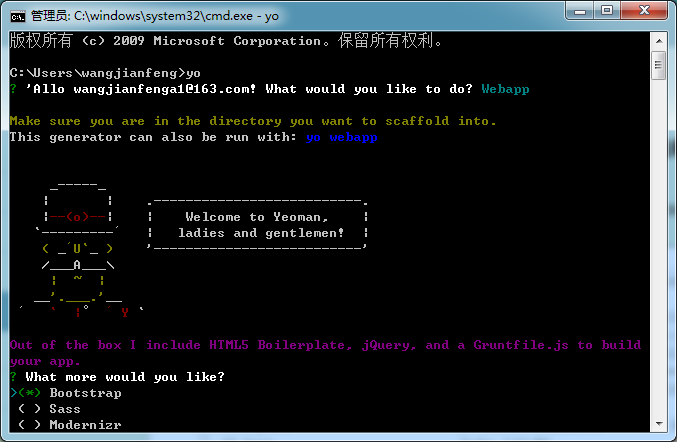 管理员: C:\windows\system32\cmd.exe - yo
版权所有 (c) 2009 Microsoft Corporation。保留所有权利。
C:\Users\wangjianfeng>yo
? 'Allo wangjianfenga1@163.com! What would you like to do? Webapp
Make sure you are in the directory you want to scaffold into.
This generator can also be run with: yo webapp
Welcome to Yeoman,
ladies and gentlemen!
Out of the box I include HTML5 Boilerplate, jQuery, and a Gruntfile.js to build
your app.
? What more would you like?
>(*) Bootstrap
( ) Sass
( ) Modernizr